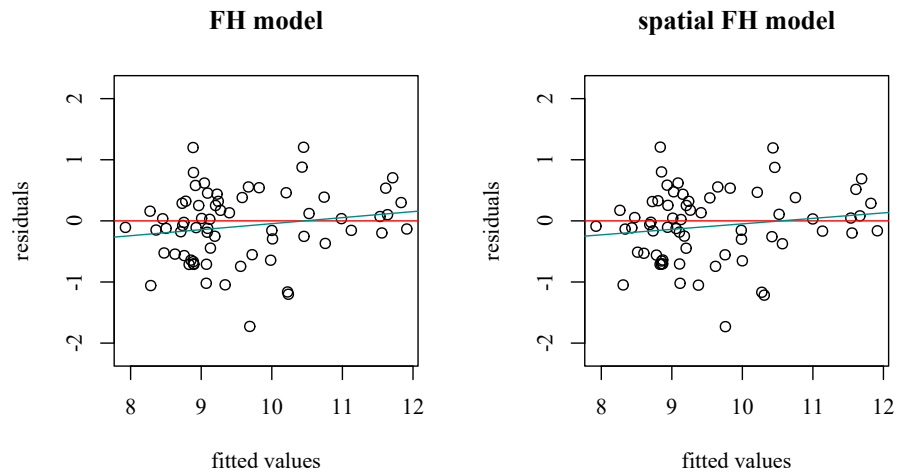 FH model
spatial FH model
residuals
2
1
0
-1
-2
8 9 10 11 12
fitted values
residuals
2
1
0
-1
-2
8 9 10 11 12
fitted values